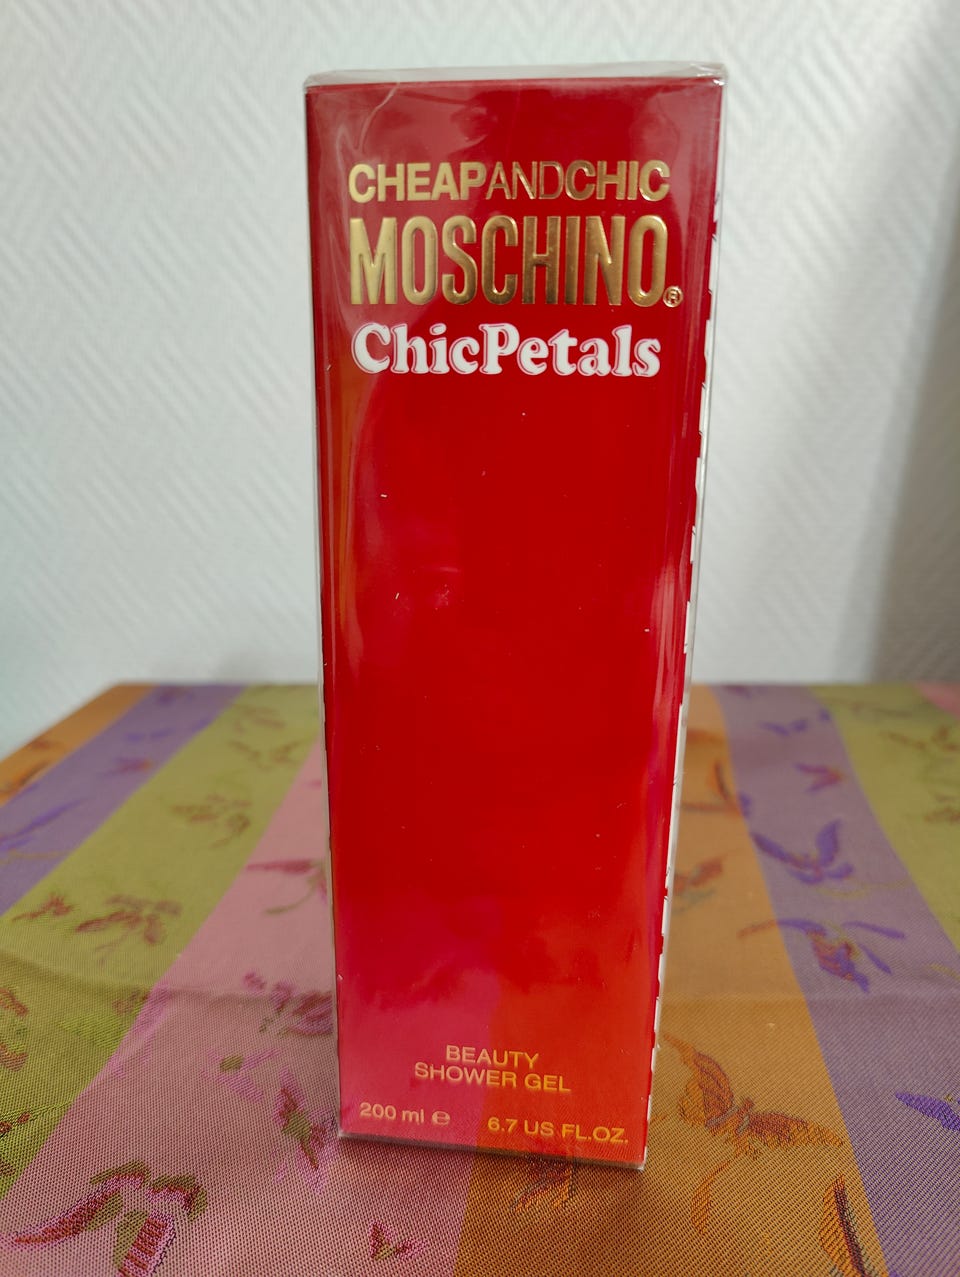 CHEAPANDCHIC
MOSCHINO®
ChicPetals
BEAUTY
SHOWER GEL
200 ml ℮ 6.7 US FL.OZ.